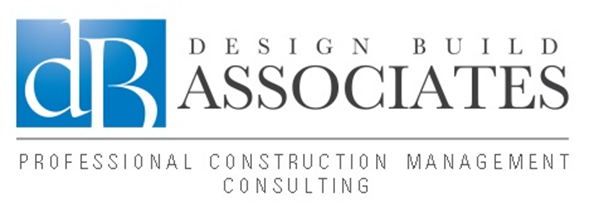 dB
DESIGN BUILD
ASSOCIATES
PROFESSIONAL CONSTRUCTION MANAGEMENT
CONSULTING